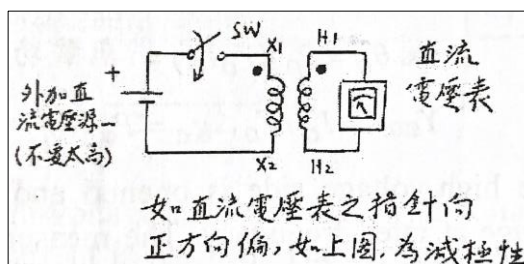 SW
X1
H1
+
外加直
流電壓源
(不要太高)
X2
H2
直流
電壓表
如直流電壓表之指針向
正方向偏，如上圖，為減極性